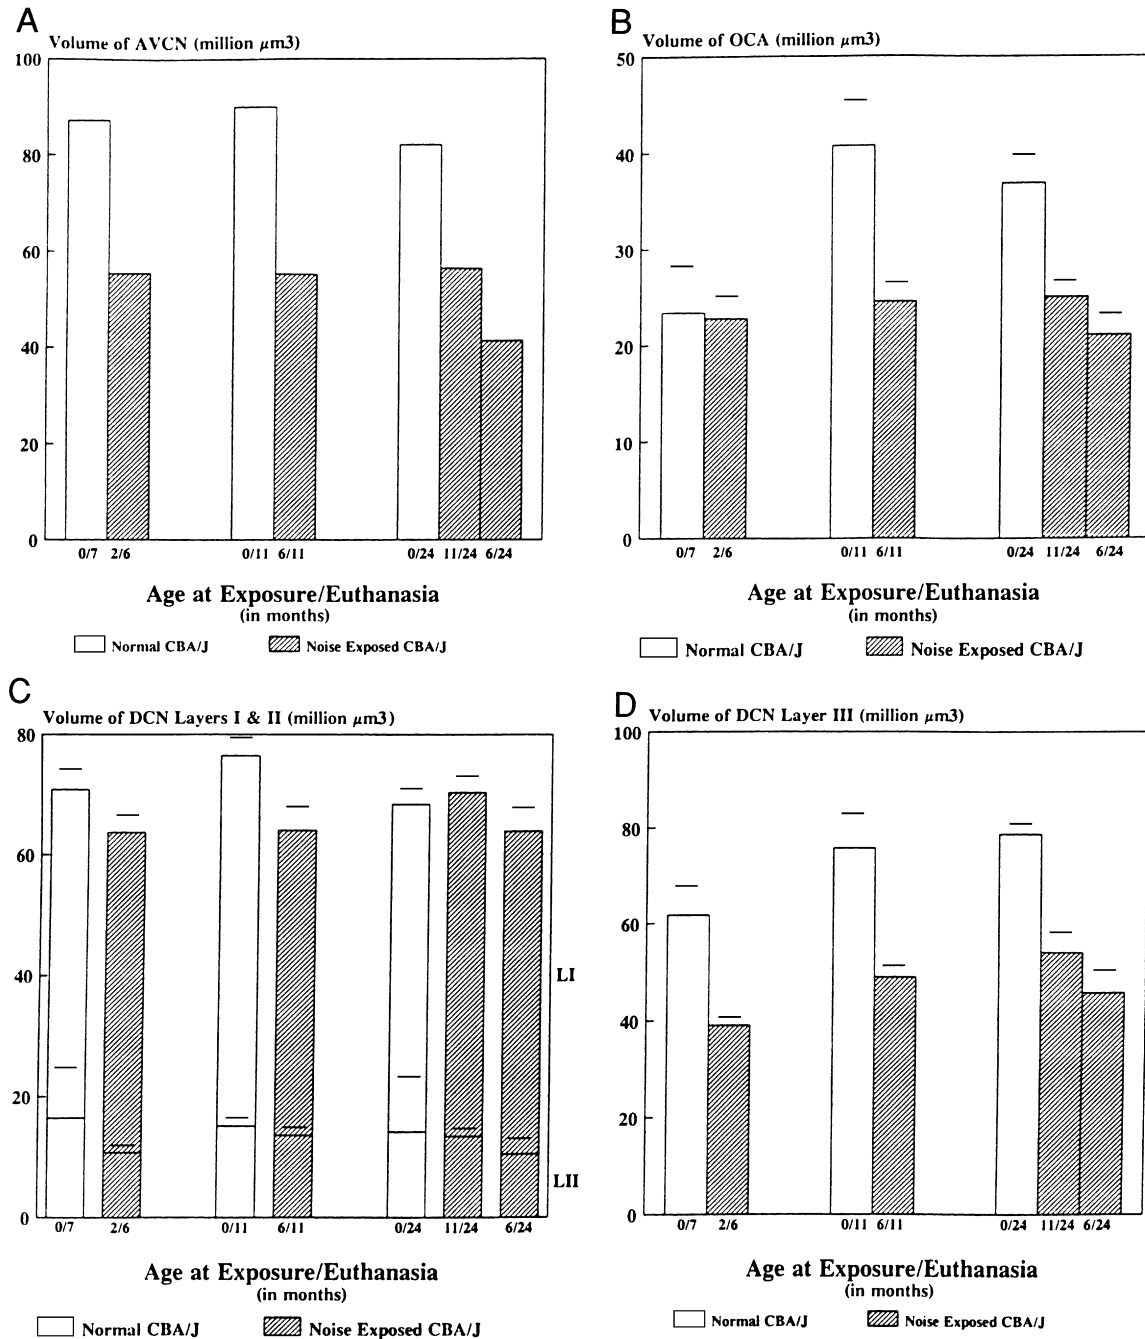 A
Volume of AVCN (million μm3)
100
80
60
40
20
0
0/7 2/6 0/11 6/11 0/24 11/24 6/24
Age at Exposure/Euthanasia
(in months)
Normal CBA/J Noise Exposed CBA/J
B
Volume of OCA (million μm3)
50
40
30
20
10
0
0/7 2/6 0/11 6/11 0/24 11/24 6/24
Age at Exposure/Euthanasia
(in months)
Normal CBA/J Noise Exposed CBA/J
C
Volume of DCN Layers I & II (million μm3)
80
60
40
20
0
LI
LII
0/7 2/6 0/11 6/11 0/24 11/24 6/24
Age at Exposure/Euthanasia
(in months)
Normal CBA/J Noise Exposed CBA/J
D
Volume of DCN Layer III (million μm3)
100
80
60
40
20
0
0/7 2/6 0/11 6/11 0/24 11/24 6/24
Age at Exposure/Euthanasia
(in months)
Normal CBA/J Noise Exposed CBA/J